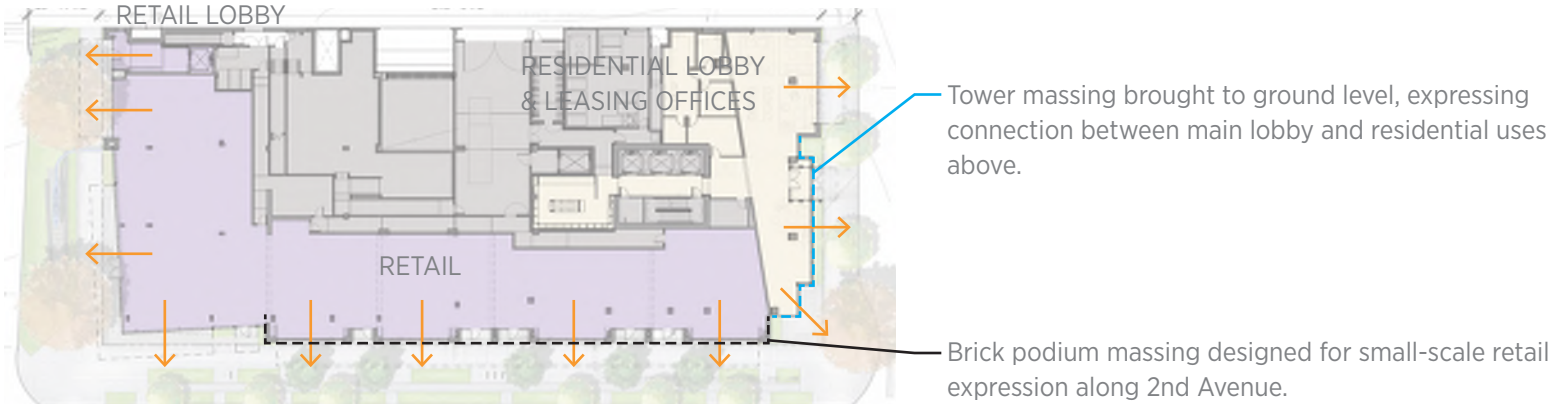 RETAIL LOBBY
RESIDENTIAL LOBBY
& LEASING OFFICES
Tower massing brought to ground level, expressing
connection between main lobby and residential uses
above.
RETAIL
Brick podium massing designed for small-scale retail
expression along 2nd Avenue.